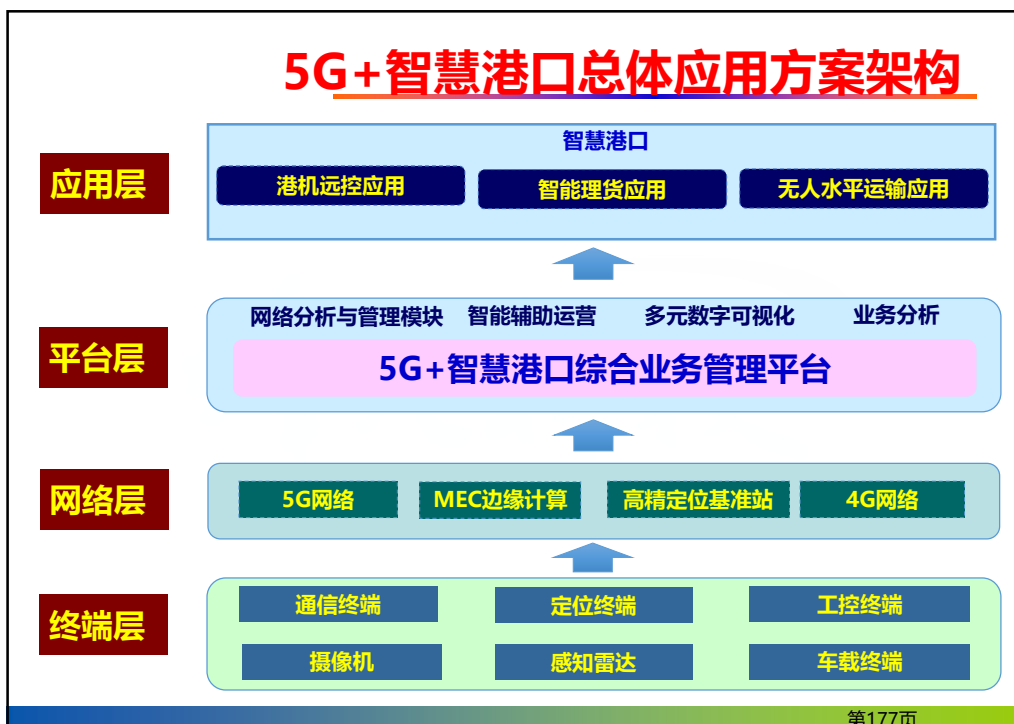 5G+智慧港口总体应用方案架构
智慧港口
应用层
港机远控应用
智能理货应用
无人水平运输应用
网络分析与管理模块
智能辅助运营
多元数字可视化
业务分析
平台层
5G+智慧港口综合业务管理平台
网络层
5G网络
MEC边缘计算
高精定位基准站
4G网络
终端层
通信终端
定位终端
工控终端
摄像机
感知雷达
车载终端
第177页